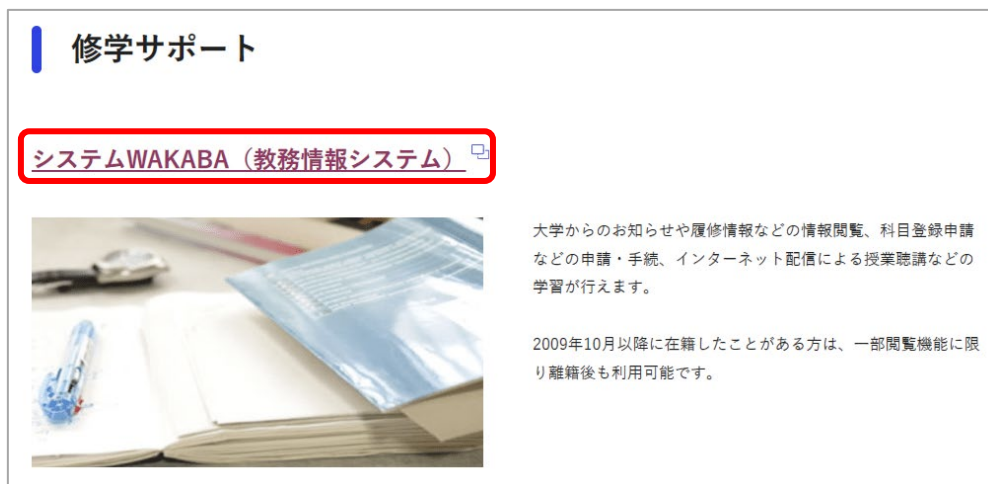 修学サポート
システムWAKABA（教務情報システム）
大学からのお知らせや履修情報などの情報閲覧、科目登録申請
などの申請・手続、インターネット配信による授業聴講などの
学習が行えます。
2009年10月以降に在籍したことがある方は、一部閲覧機能に限
り離籍後も利用可能です。